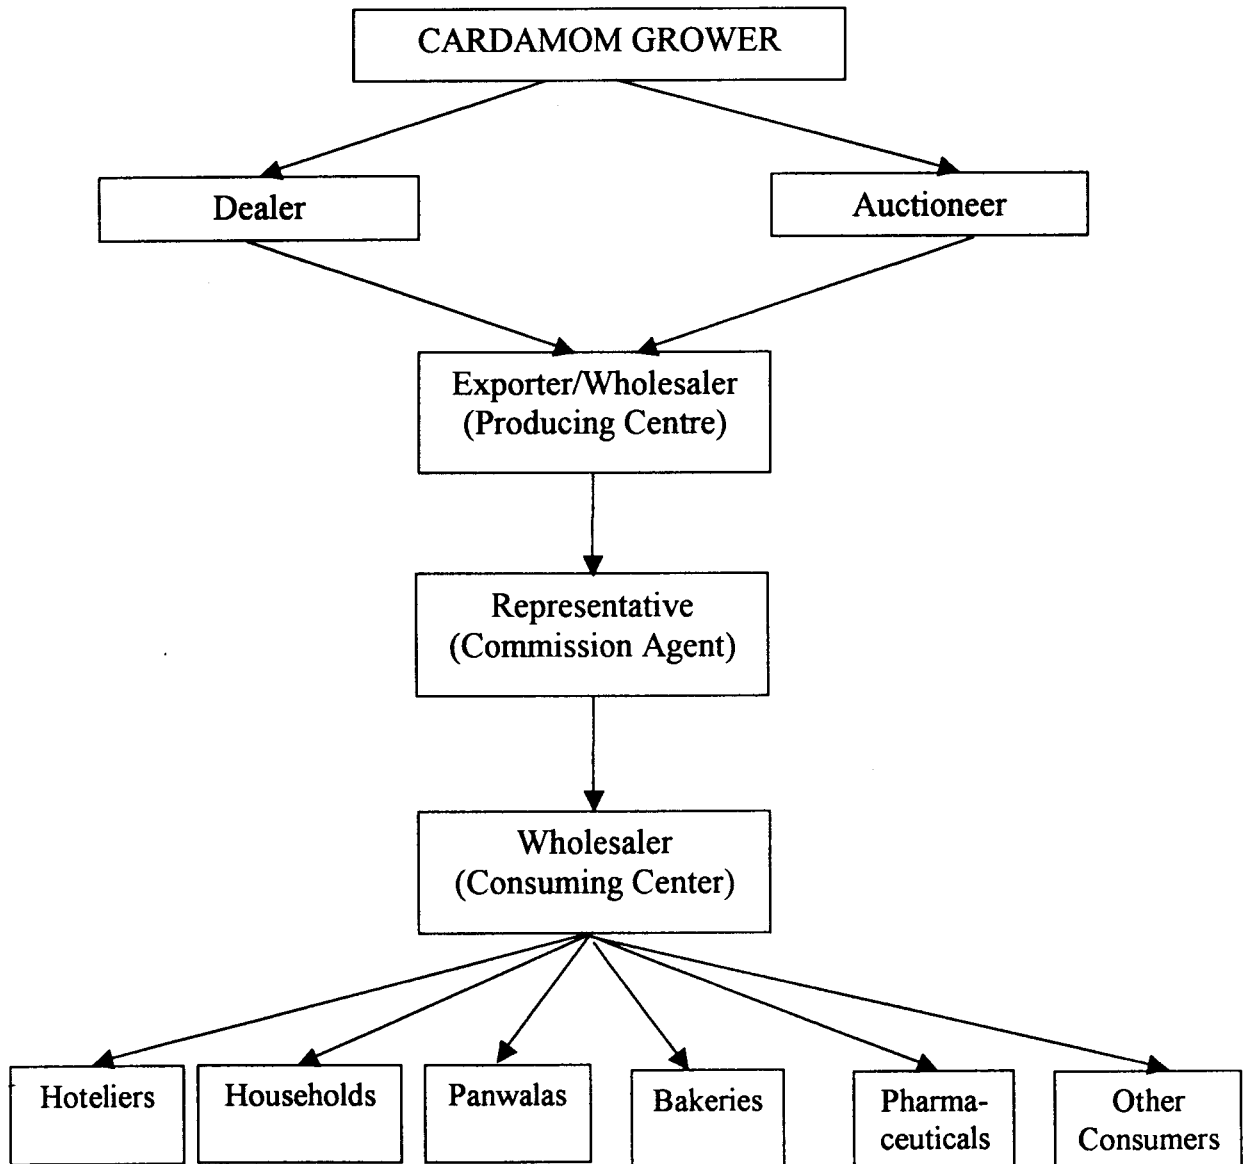 CARDAMOM GROWER
Dealer
Auctioneer
Exporter/Wholesaler
(Producing Centre)
Representative
(Commission Agent)
Wholesaler
(Consuming Center)
Hoteliers
Households
Panwalas
Bakeries
Pharma-
ceuticals
Other
Consumers